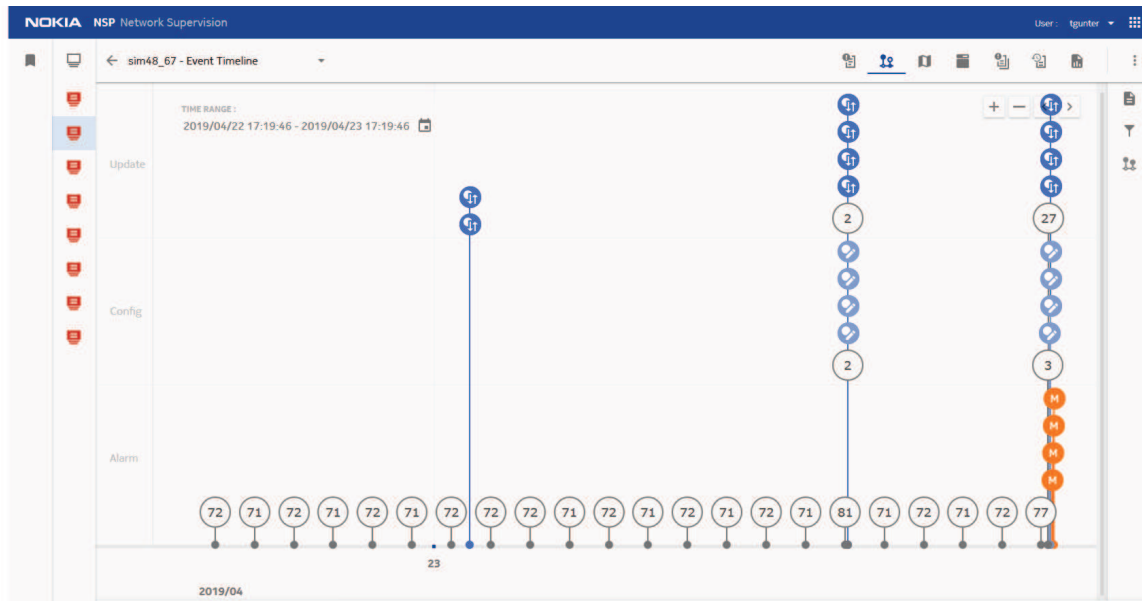 NOKIA NSP Network Supervision
User: tgunter
sim48_67 - Event Timeline
TIME RANGE :
2019/04/22 17:19:46 - 2019/04/23 17:19:46
Update
2 27
Config
2 3
M
M
M
M
Alarm
72 71 72 71 72 71 72 72 72 71 72 71 72 71 72 71 81 71 72 71 72 77
23
2019/04